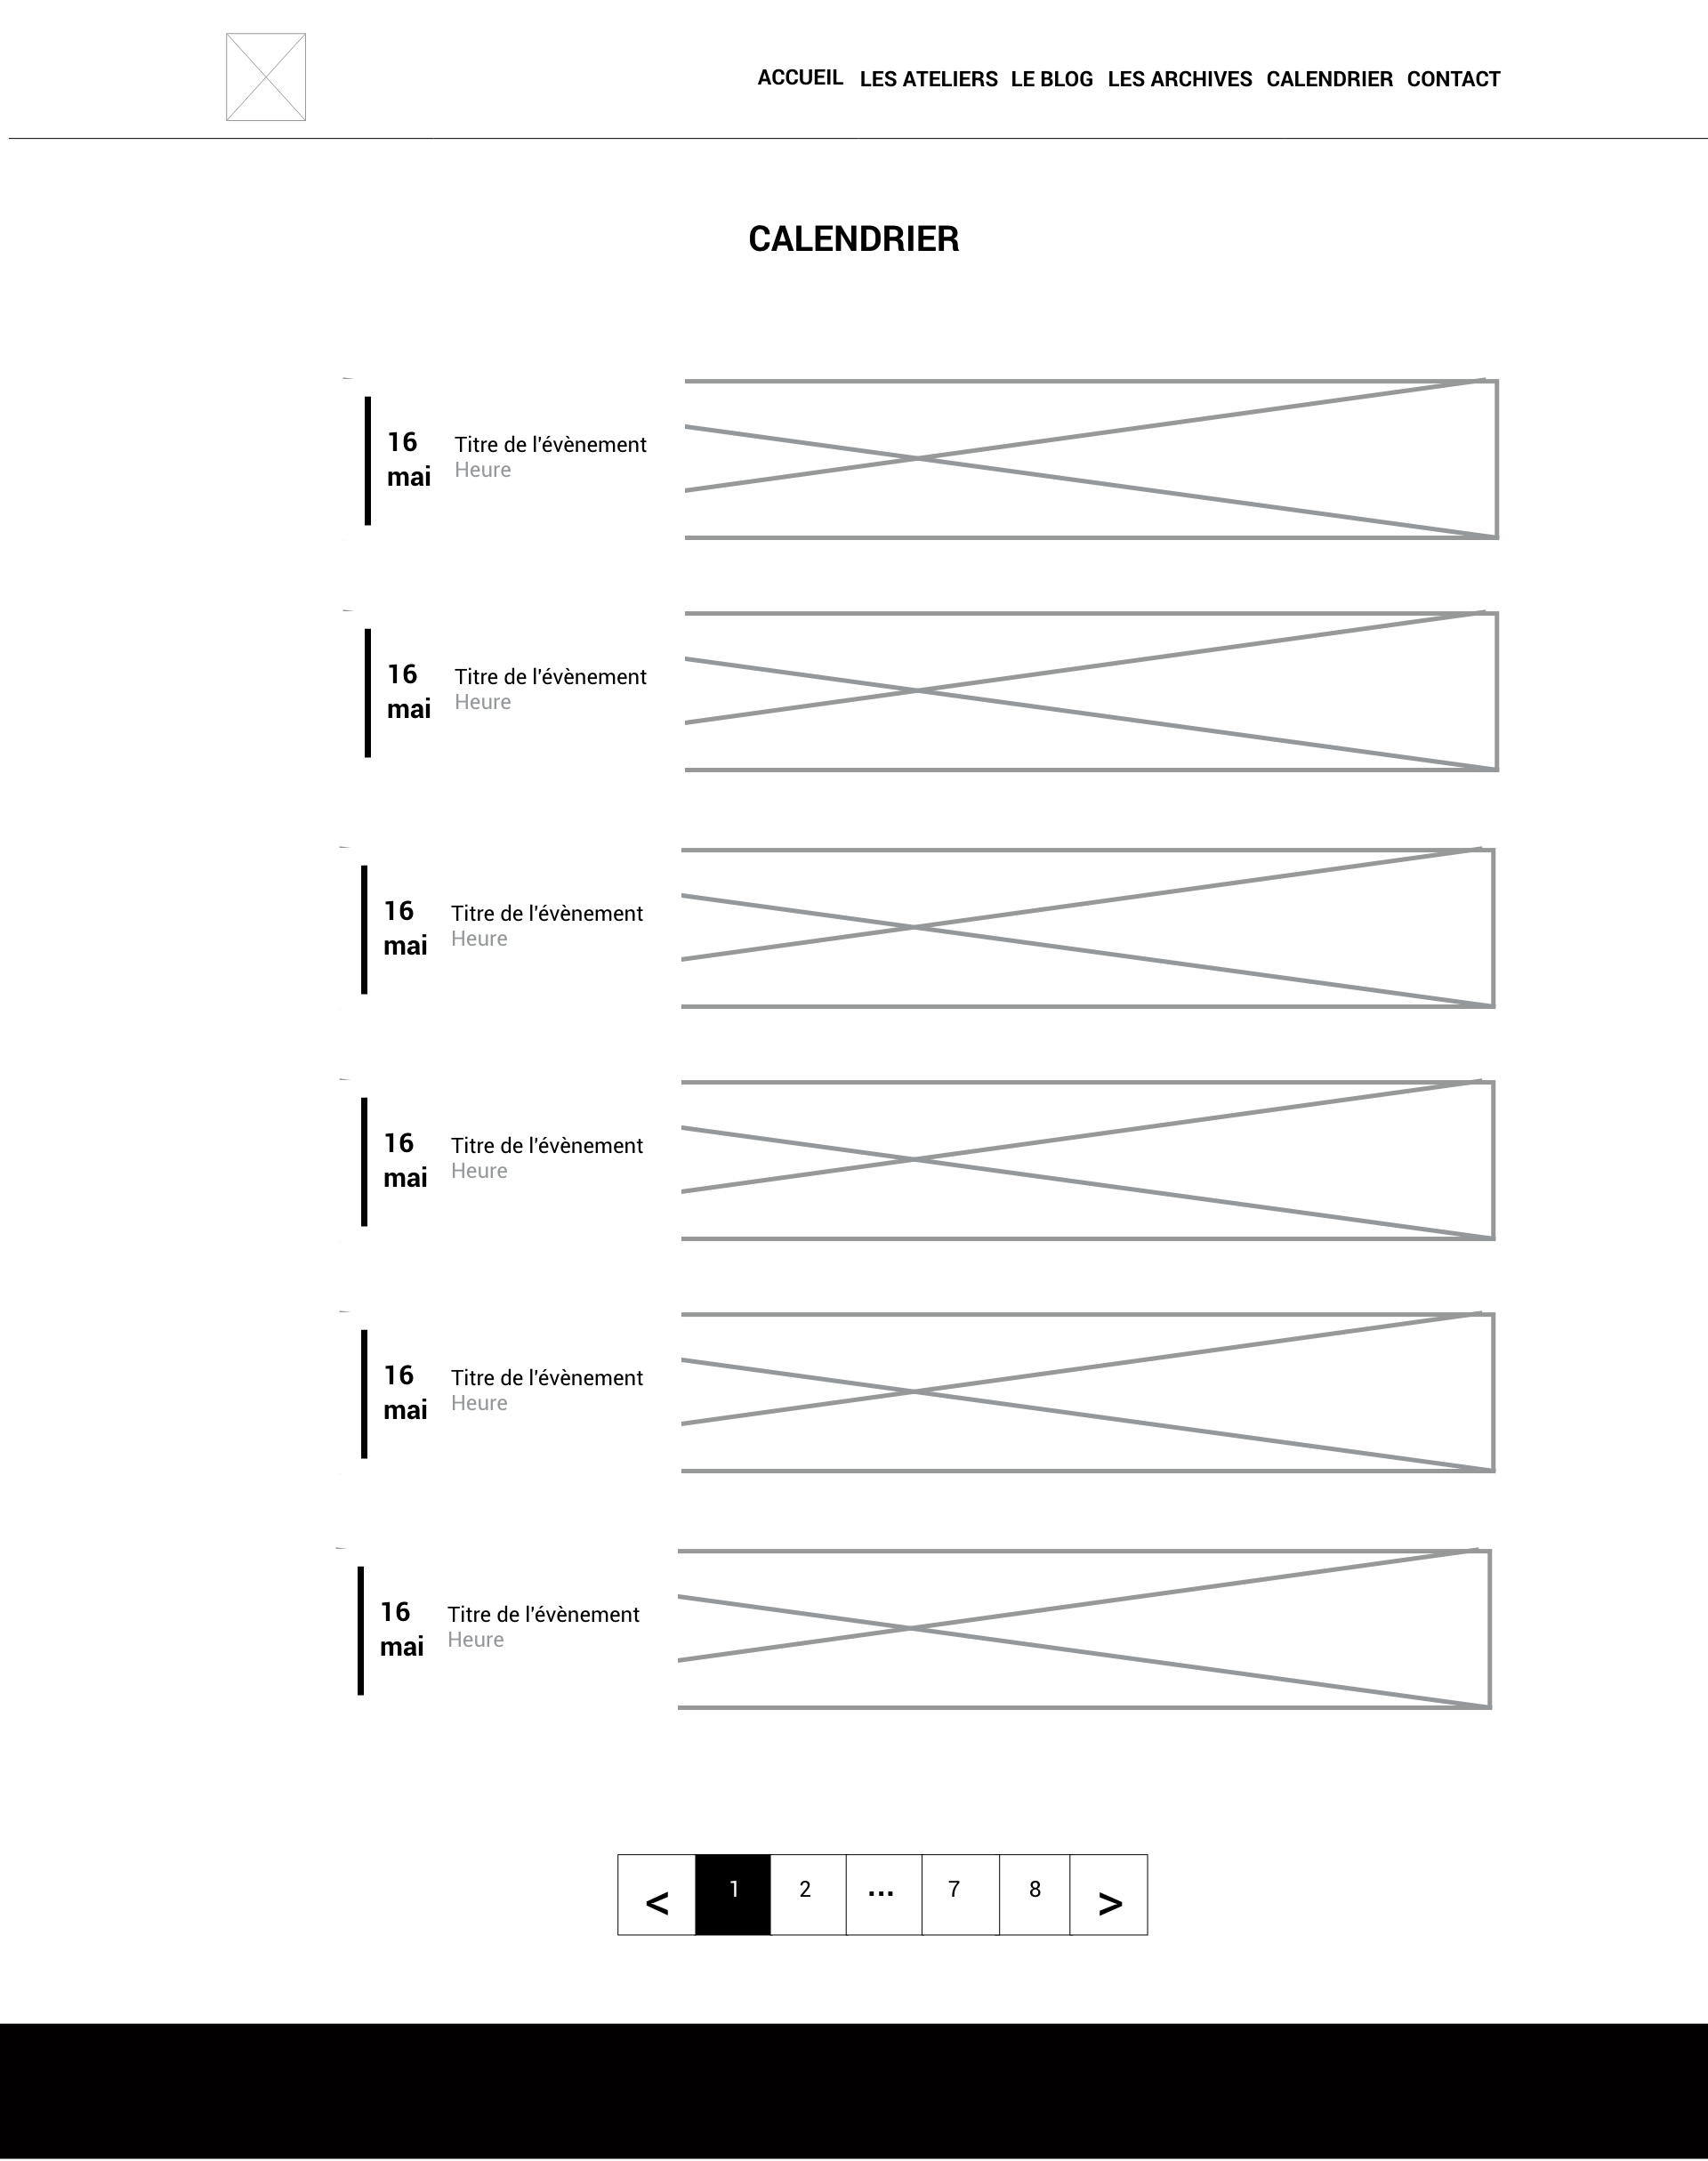 ACCUEIL LES ATELIERS LE BLOG LES ARCHIVES CALENDRIER CONTACT
CALENDRIER
16
mai
Titre de l'évènement
Heure
16
mai
Titre de l'évènement
Heure
16
mai
Titre de l'évènement
Heure
16
mai
Titre de l'évènement
Heure
16
mai
Titre de l'évènement
Heure
16
mai
Titre de l'évènement
Heure
< 1 2 ... 7 8 >